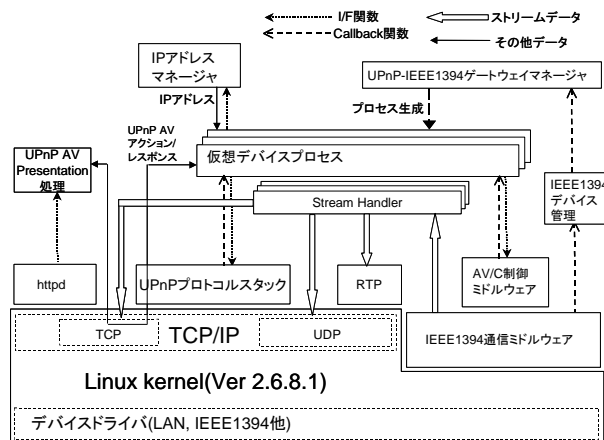 I/F関数
Callback関数
ストリームデータ
その他データ
IPアドレス
マネージャ
UPnP-IEEE1394ゲートウェイマネージャ
IPアドレス
プロセス生成
UPnP AV
アクション/
レスポンス
UPnP AV
Presentation
処理
仮想デバイスプロセス
IEEE1394
デバイス
管理
Stream Handler
httpd
UPnPプロトコルスタック
RTP
AV/C制御
ミドルウェア
TCP
TCP/IP
UDP
IEEE1394通信ミドルウェア
Linux kernel(Ver 2.6.8.1)
デバイスドライバ(LAN, IEEE1394他)